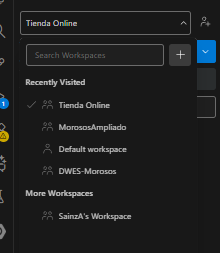 Tienda Online
Search Workspaces
Recently Visited
Tienda Online
MorososAmpliado
Default workspace
DWES-Morosos
More Workspaces
SainzA's Workspace